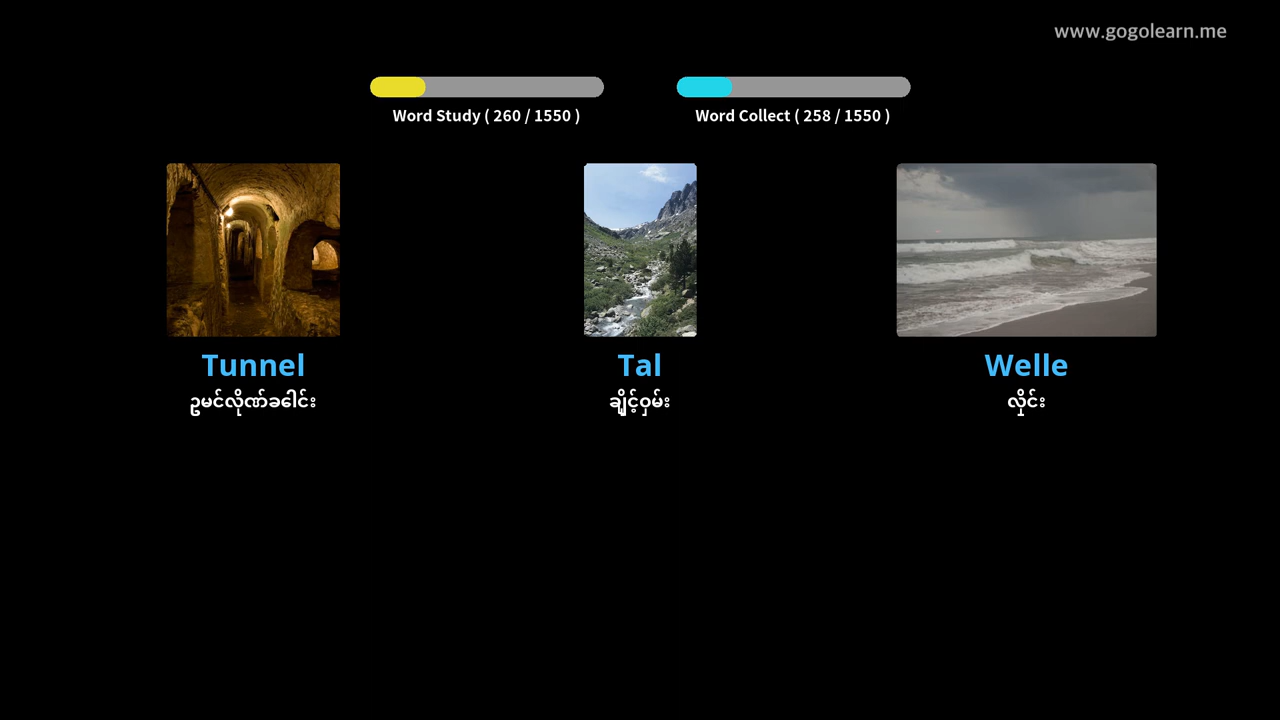 www.gogolearn.me
Word Study ( 260 / 1550 )
Word Collect ( 258 / 1550 )
Tunnel
ဥမင်လိုဏ်ခေါင်း
Tal
ချိုင့်ဝှမ်း
Welle
လှိုင်း